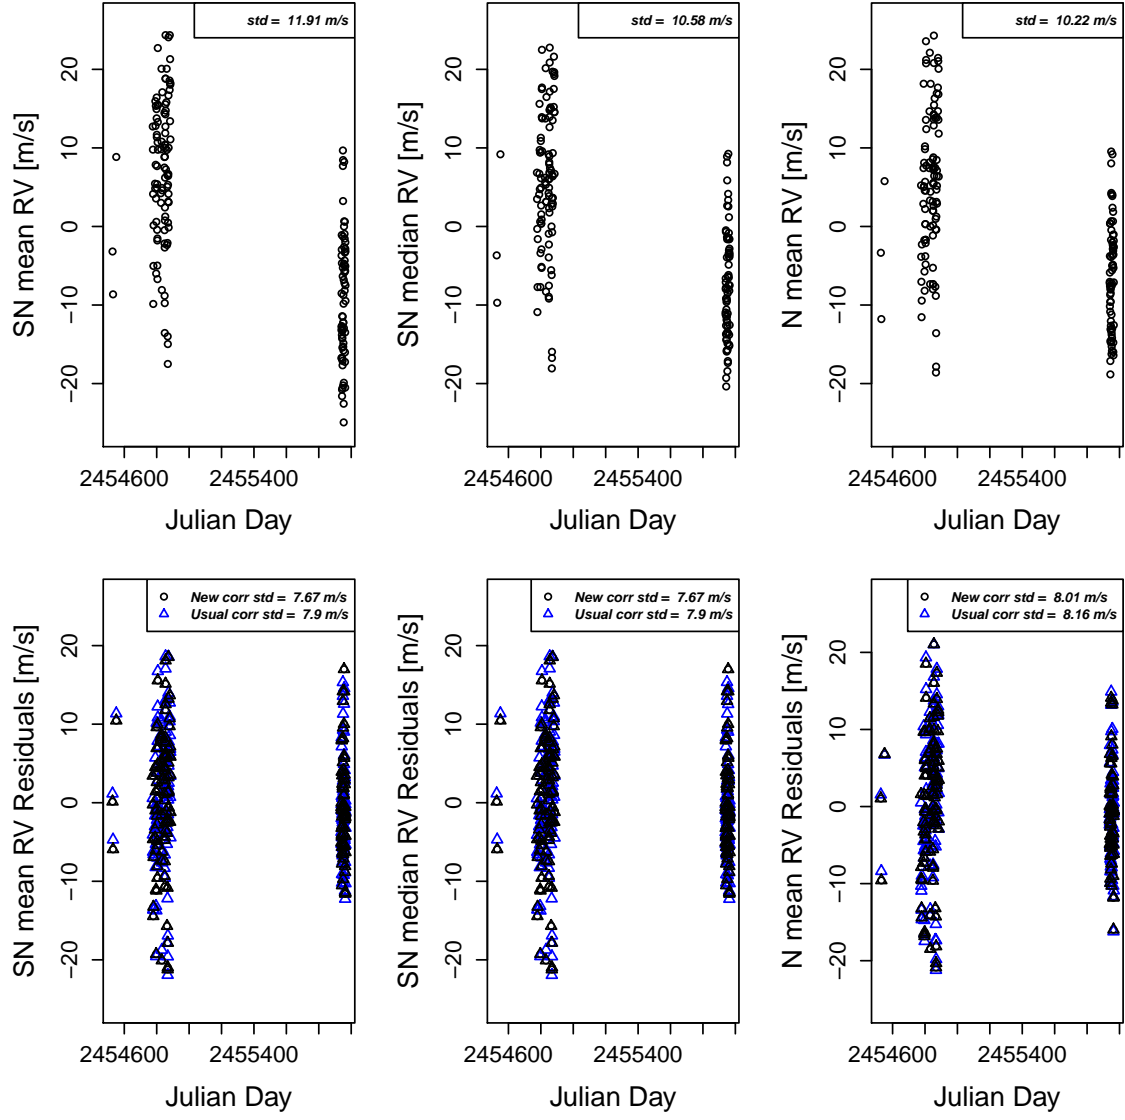 std = 11.91 m/s
SN mean RV [m/s]
20
10
0
−10
−20
2454600
2455400
Julian Day
std = 10.58 m/s
SN median RV [m/s]
20
10
0
−10
−20
2454600
2455400
Julian Day
std = 10.22 m/s
N mean RV [m/s]
20
10
0
−10
−20
2454600
2455400
Julian Day
New corr std = 7.67 m/s
Usual corr std = 7.9 m/s
SN mean RV Residuals [m/s]
20
10
0
−10
−20
2454600
2455400
Julian Day
New corr std = 7.67 m/s
Usual corr std = 7.9 m/s
SN median RV Residuals [m/s]
20
10
0
−10
−20
2454600
2455400
Julian Day
New corr std = 8.01 m/s
Usual corr std = 8.16 m/s
N mean RV Residuals [m/s]
20
10
0
−10
−20
2454600
2455400
Julian Day